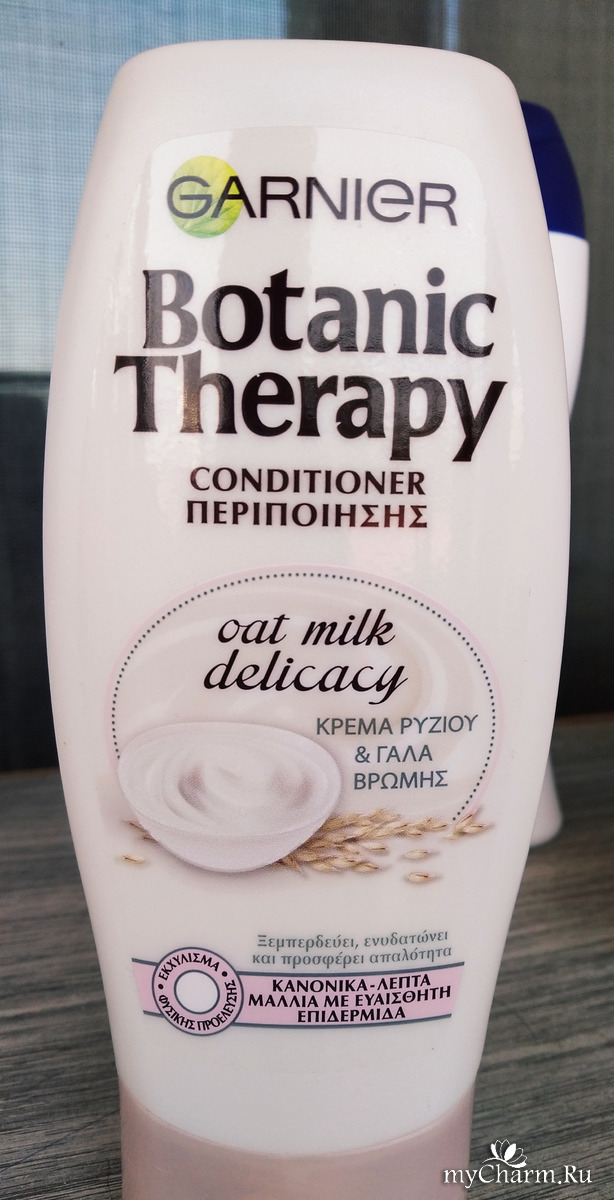 GARNIER
Botanic
Therapy
CONDITIONER
ΠΕΡΙΠΟΙΗΣΗΣ
oat milk
delicacy
ΚΡΕΜΑ ΡΥΖΙΟΥ
& ΓΑΛΑ
ΒΡΩΜΗΣ
Ξεμπερδεύει, ενυδατώνει
και προσφέρει απαλότητα
ΕΚΧΥΛΙΣΜΑ
ΦΥΣΙΚΗΣ ΠΡΟΕΛΕΥΣΗΣ
ΚΑΝΟΝΙΚΑ-ΛΕΠΤΑ
ΜΑΛΛΙΑ ΜΕ ΕΥΑΙΣΘΗΤΗ
ΕΠΙΔΕΡΜΙΔΑ
myCharm.Ru